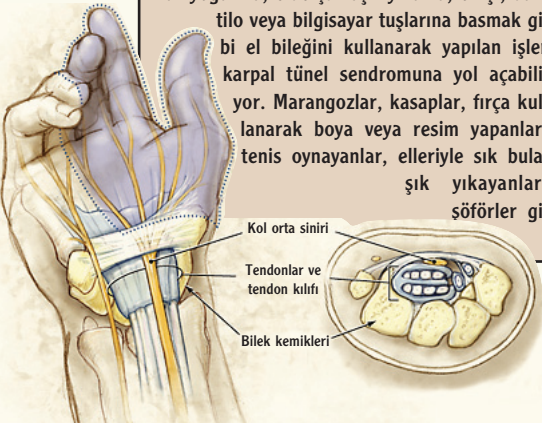 tilo veya bilgisayar tuşlarına basmak gi
bi el bileğini kullanarak yapılan işler
karpal tünel sendromuna yol açabili
yor. Marangozlar, kasaplar, fırça kul
lanarak boya veya resim yapanlar
tenis oynayanlar, elleriyle sık bula
şık yıkayanlar
şöförler gi
Kol orta siniri
Tendonlar ve
tendon kılıfı
Bilek kemikleri